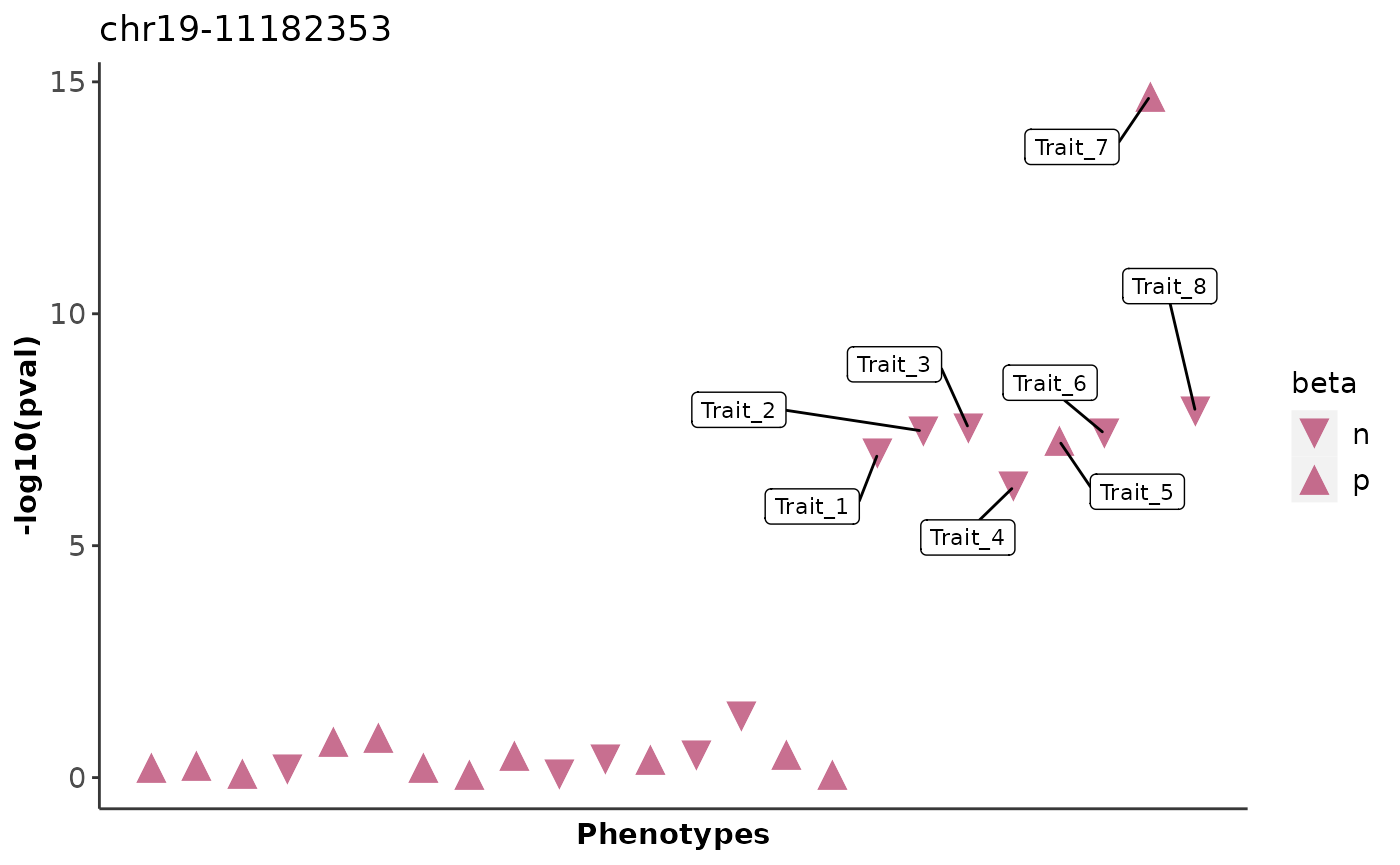 chr19-11182353
15
10
5
0
-log10(pval)
Trait_7
Trait_8
Trait_3
Trait_6
Trait_2
Trait_5
Trait_1
Trait_4
Phenotypes
beta
n
p